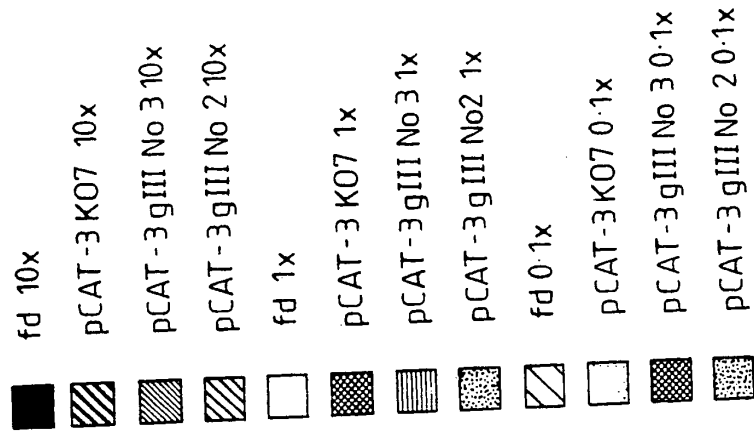 fd 10x
pCAT-3 K07 10x
pCAT-3 gIII No 3 10x
pCAT-3 gIII No 2 10x
fd 1x
pCAT-3 K07 1x
pCAT-3 gIII No 3 1x
pCAT-3 gIII No2 1x
fd 0·1x
pCAT-3 K07 0·1x
pCAT-3 gIII No 3 0·1x
pCAT-3 gIII No 2 0·1x